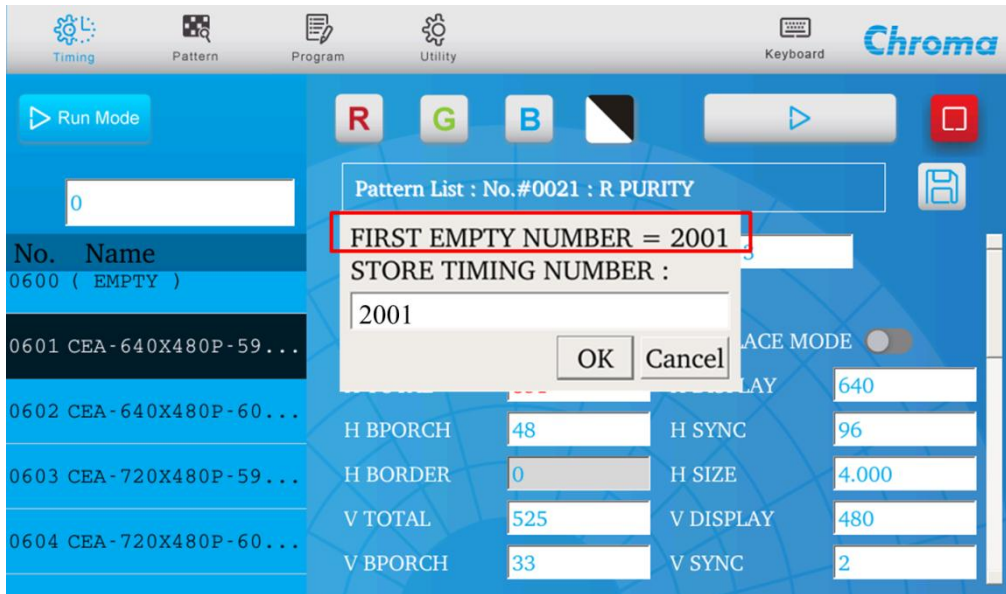 Timing
Pattern
Program
Utility
Keyboard
Chroma
Run Mode
R G B
0
Pattern List : No.#0021 : R PURITY
No. Name
0600 ( EMPTY )
0601 CEA-640X480P-59...
0602 CEA-640X480P-60...
0603 CEA-720X480P-59...
0604 CEA-720X480P-60...
FIRST EMPTY NUMBER = 2001
STORE TIMING NUMBER :
2001
OK Cancel
MODE
640
H BPORCH 48 H SYNC 96
H BORDER 0 H SIZE 4.000
V TOTAL 525 V DISPLAY 480
V BPORCH 33 V SYNC 2